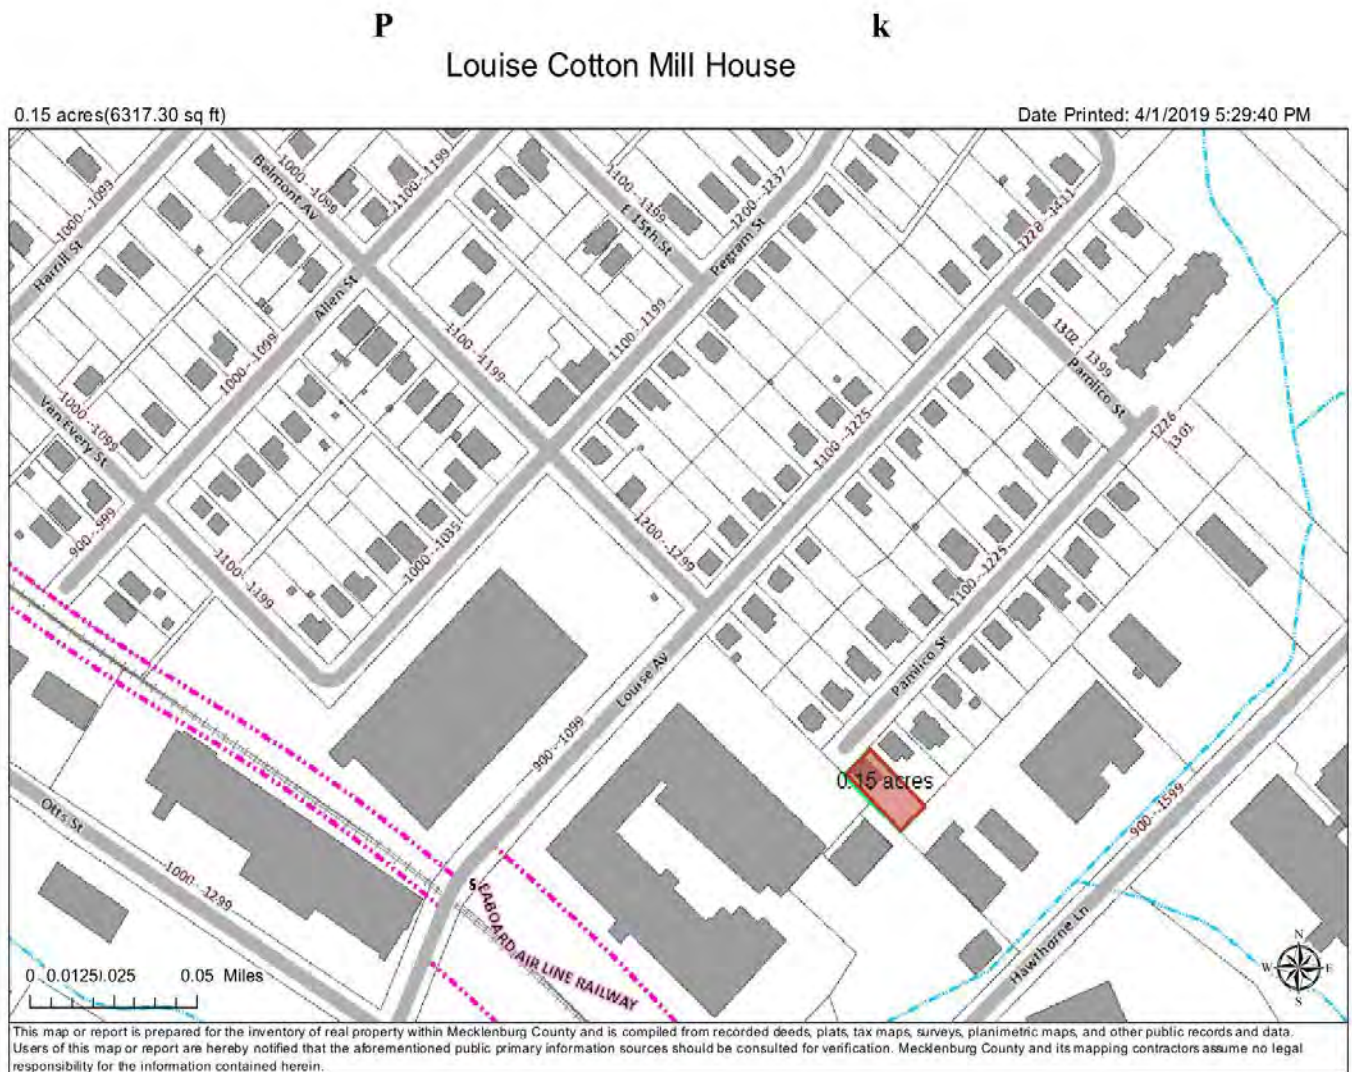 P k
Louise Cotton Mill House
0.15 acres(6317.30 sq ft)
Date Printed: 4/1/2019 5:29:40 PM
Belmont Av
1000 - 1099
1100 - 1199
1100 - 1199
E 15th St
1200 - 1237
Pegram St
1228 - 1411
1000 - 1099
Harrill St
Allen St
1000 - 1099
1100 - 1199
1100 - 1199
1302 - 1399
Pamlico St
1000 - 1099
Van Every St
1100 - 1225
1226
1301
900 - 999
1100 - 1199
1000 - 1035
1200 - 1299
1100 - 1225
Pamlico St
Louise Av
900 - 1099
0.15 acres
Otts St
1000 - 1299
900 - 1599
Hawthorne Ln
SEABOARD AIR LINE RAILWAY
N
W E
S
0 0.0125 0.025 0.05 Miles
This map or report is prepared for the inventory of real property within Mecklenburg County and is compiled from recorded deeds, plats, tax maps, surveys, planimetric maps, and other public records and data.
Users of this map or report are hereby notified that the aforementioned public primary information sources should be consulted for verification. Mecklenburg County and its mapping contractors assume no legal
responsibility for the information contained herein.